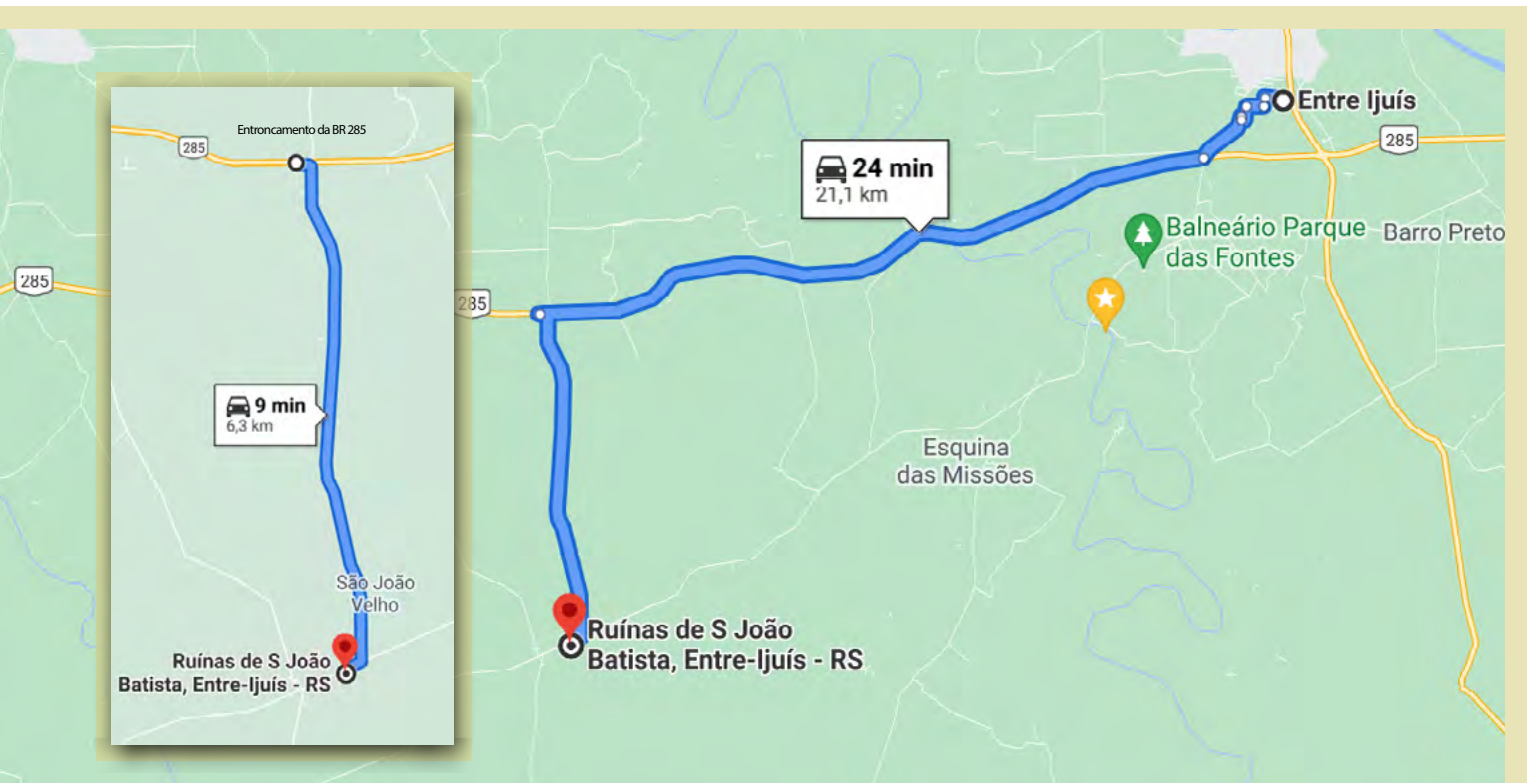 Entroncamento da BR 285
285
9 min
6,3 km
São João
Velho
Ruínas de S João
Batista, Entre-Ijuís - RS
285
285
24 min
21,1 km
Entre Ijuís
285
Balneário Parque
das Fontes
Barro Preto
Esquina
das Missões
Ruínas de S João
Batista, Entre-Ijuís - RS